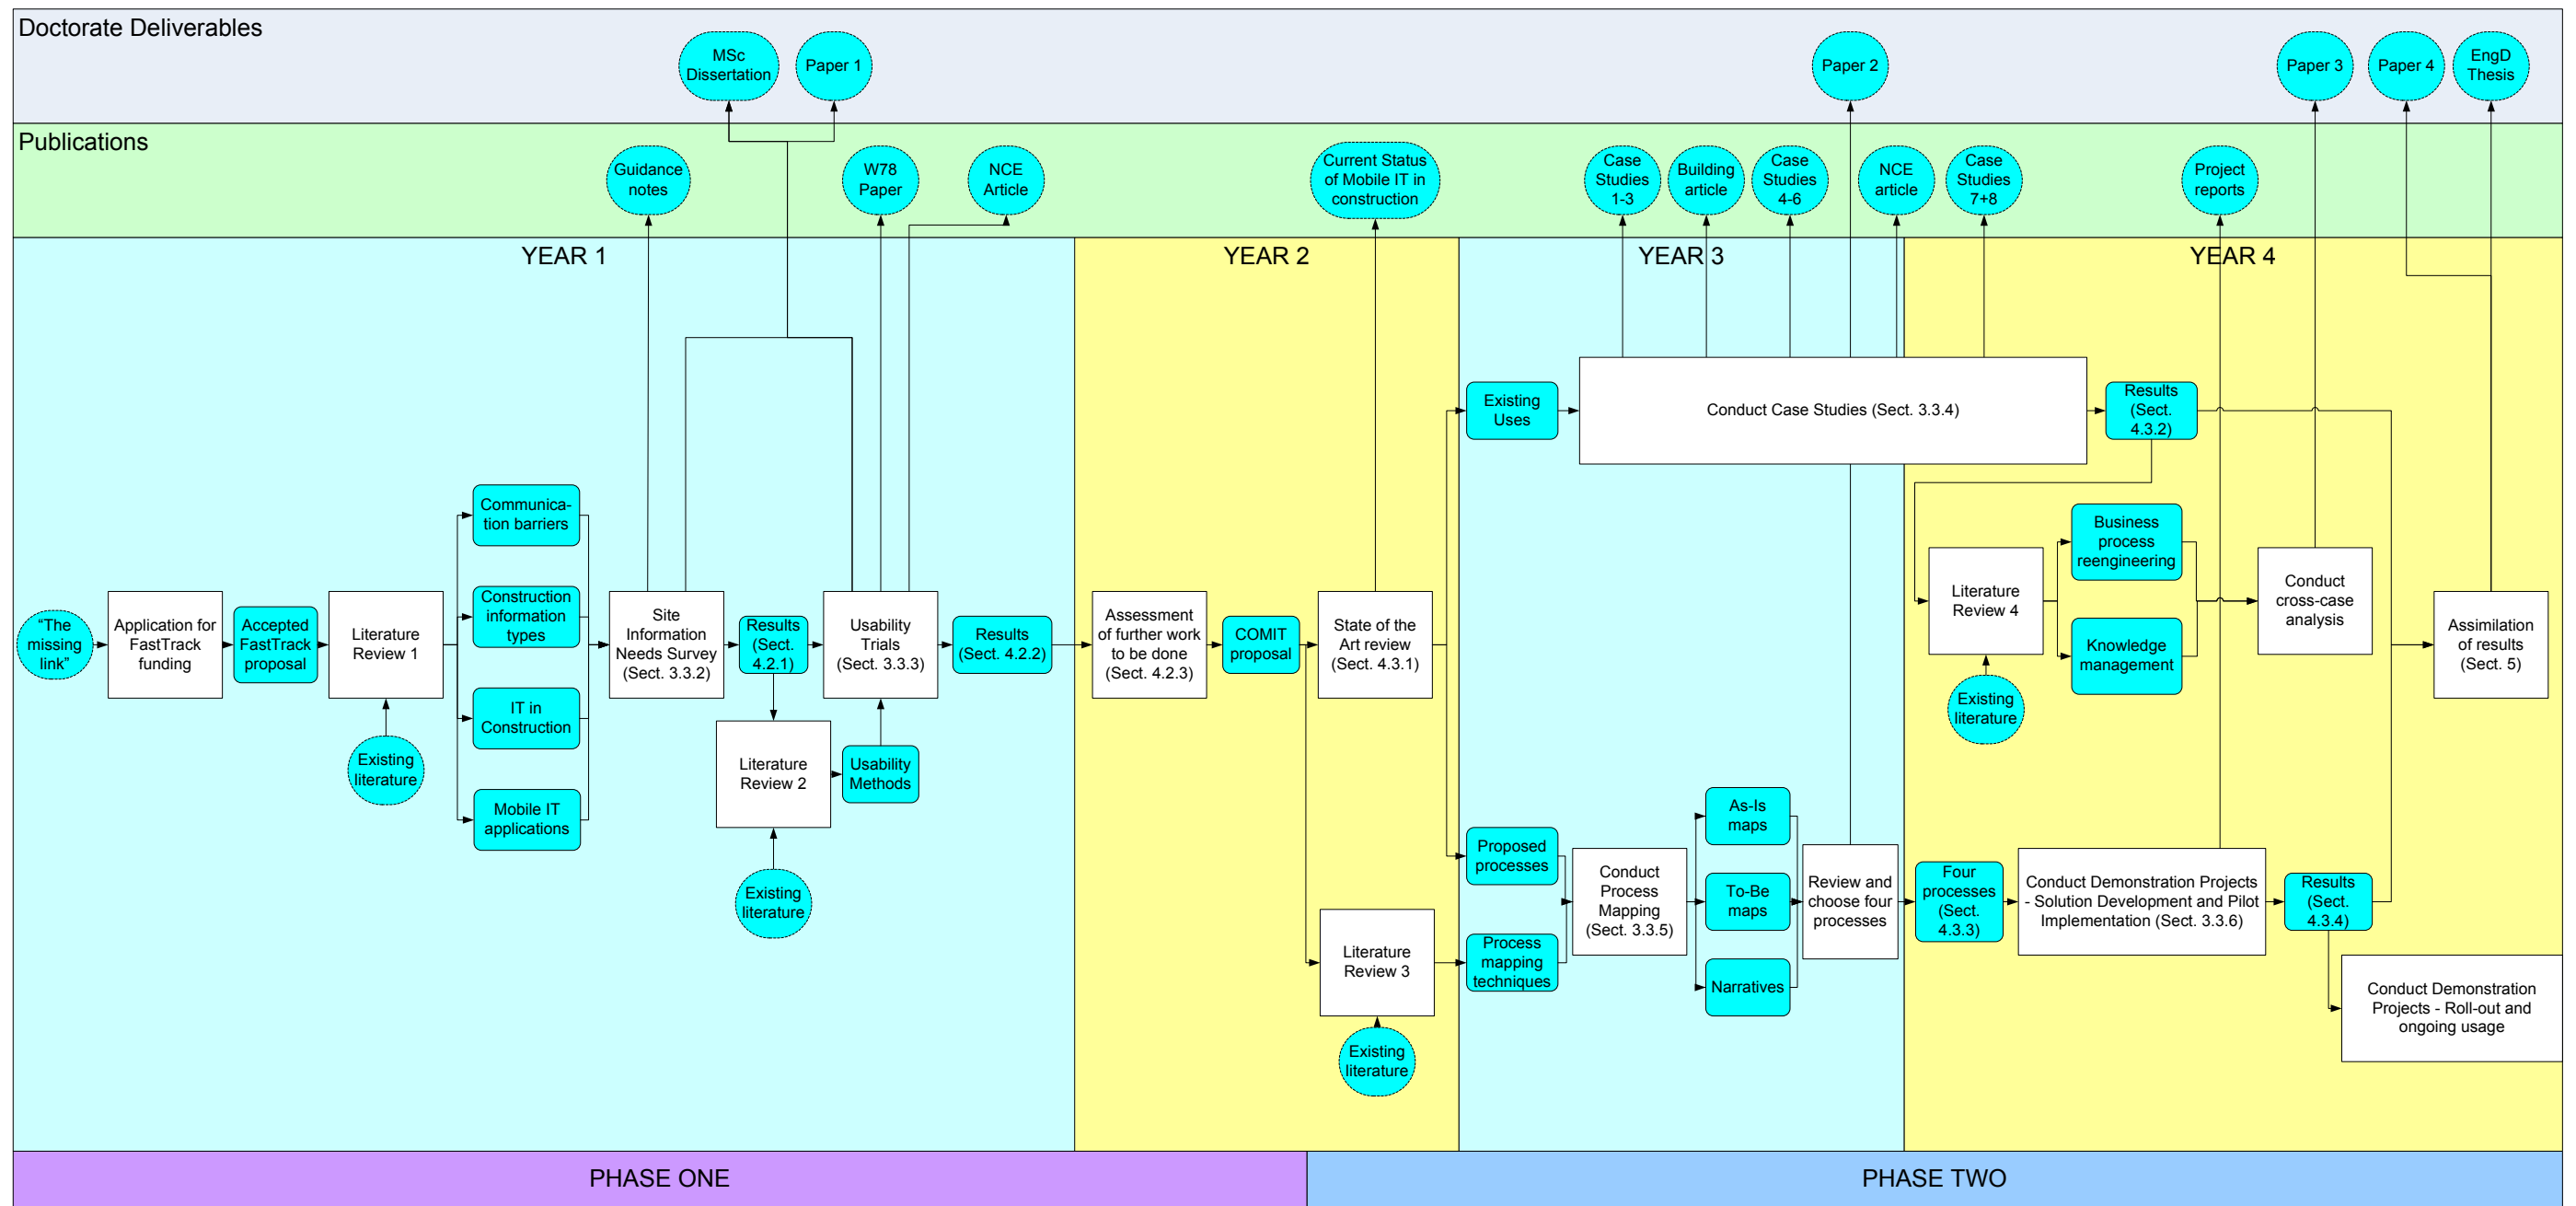 Doctorate Deliverables
MSc
Dissertation
Paper 1
Paper 2
Paper 3
Paper 4
EngD
Thesis
Publications
Guidance
notes
W78
Paper
NCE
Article
Current Status
of Mobile IT in
construction
Case
Studies
1-3
Building
article
Case
Studies
4-6
NCE
article
Case
Studies
7+8
Project
reports
YEAR 1
YEAR 2
YEAR 3
YEAR 4
“The
missing
link”
Application for
FastTrack
funding
Accepted
FastTrack
proposal
Literature
Review 1
Existing
literature
Communica-
tion barriers
Construction
information
types
IT in
Construction
Mobile IT
applications
Site
Information
Needs Survey
(Sect. 3.3.2)
Results
(Sect.
4.2.1)
Literature
Review 2
Existing
literature
Usability
Trials
(Sect. 3.3.3)
Usability
Methods
Results
(Sect. 4.2.2)
Assessment
of further work
to be done
(Sect. 4.2.3)
COMIT
proposal
State of the
Art review
(Sect. 4.3.1)
Literature
Review 3
Existing
literature
Existing
Uses
Conduct Case Studies (Sect. 3.3.4)
Results
(Sect.
4.3.2)
Proposed
processes
Process
mapping
techniques
Conduct
Process
Mapping
(Sect. 3.3.5)
As-Is
maps
To-Be
maps
Narratives
Review and
choose four
processes
Literature
Review 4
Existing
literature
Business
process
reengineering
Knowledge
management
Conduct
cross-case
analysis
Assimilation
of results
(Sect. 5)
Four
processes
(Sect.
4.3.3)
Conduct Demonstration Projects
- Solution Development and Pilot
Implementation (Sect. 3.3.6)
Results
(Sect.
4.3.4)
Conduct Demonstration
Projects - Roll-out and
ongoing usage
PHASE ONE
PHASE TWO